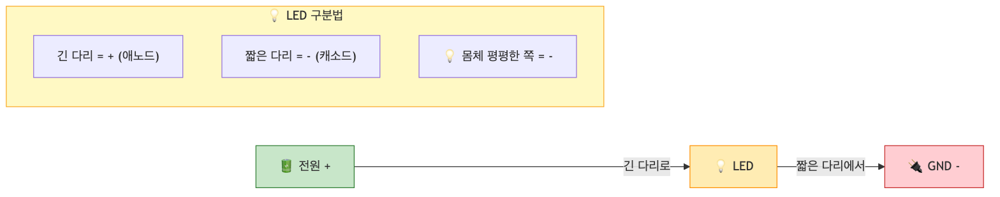 💡 LED 구분법
긴 다리 = + (애노드)
짧은 다리 = - (캐소드)
💡 몸체 평평한 쪽 = -
🔋 전원 +
긴 다리로
💡 LED
짧은 다리에서
🔌 GND -